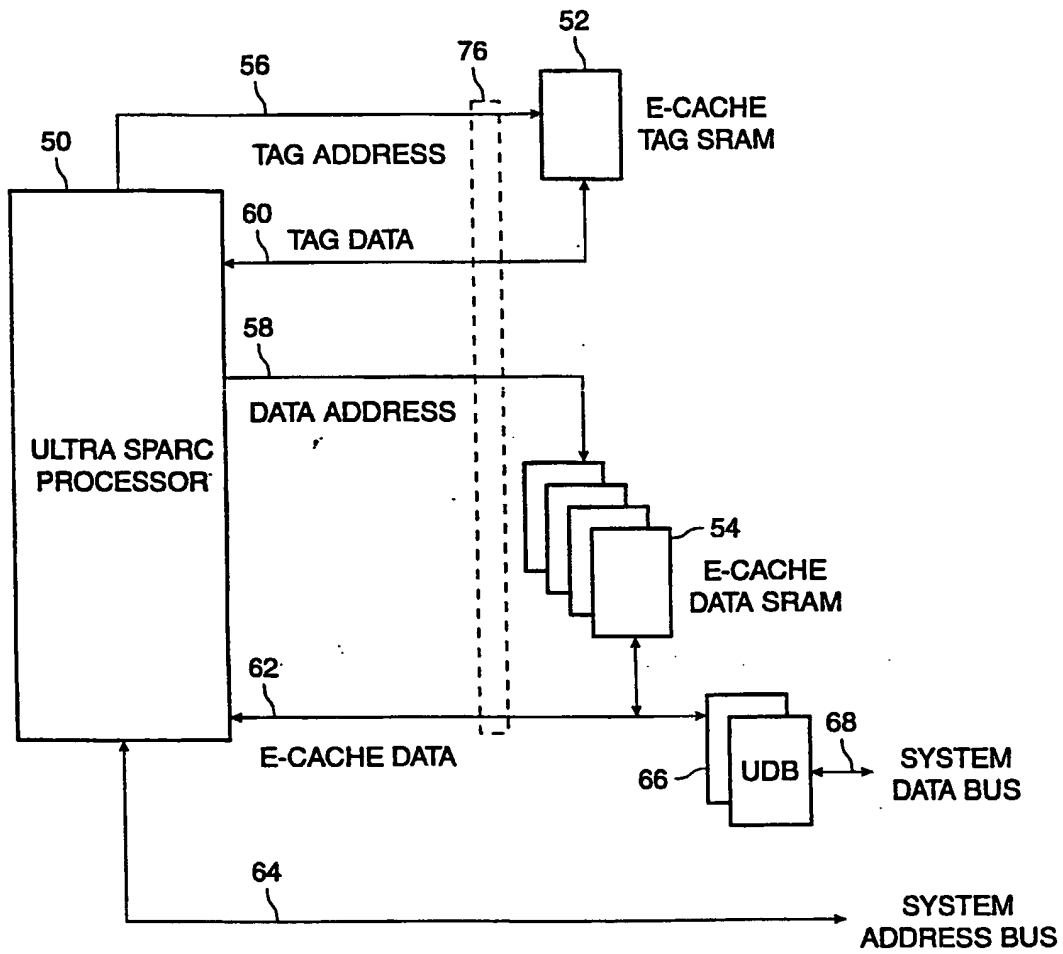 52
56
76
E-CACHE
TAG SRAM
50
TAG ADDRESS
60
TAG DATA
58
DATA ADDRESS
ULTRA SPARC
PROCESSOR
54
E-CACHE
DATA SRAM
62
E-CACHE DATA
66
UDB
68
SYSTEM
DATA BUS
64
SYSTEM
ADDRESS BUS